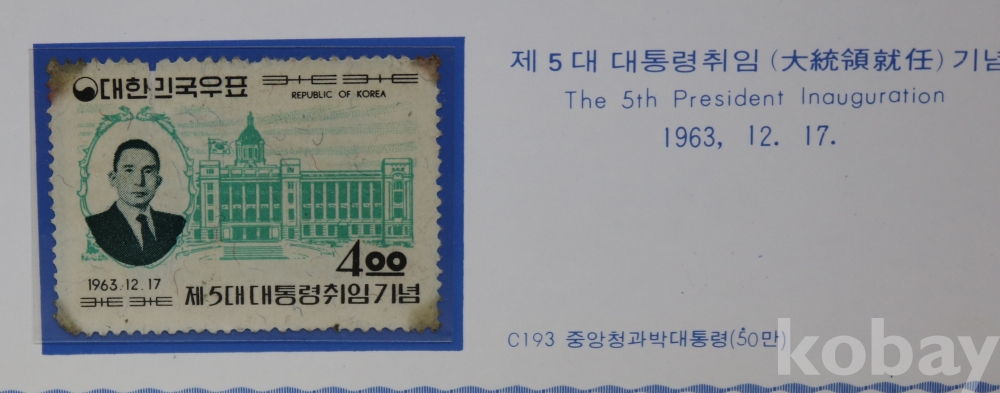 대한민국우표
REPUBLIC OF KOREA
1963.12.17
4.00
제5대대통령취임기념
제 5 대 대통령취임 (大統領就任) 기념
The 5th President Inauguration
1963, 12. 17.
C193 중앙청과박대통령(50만)
kobay